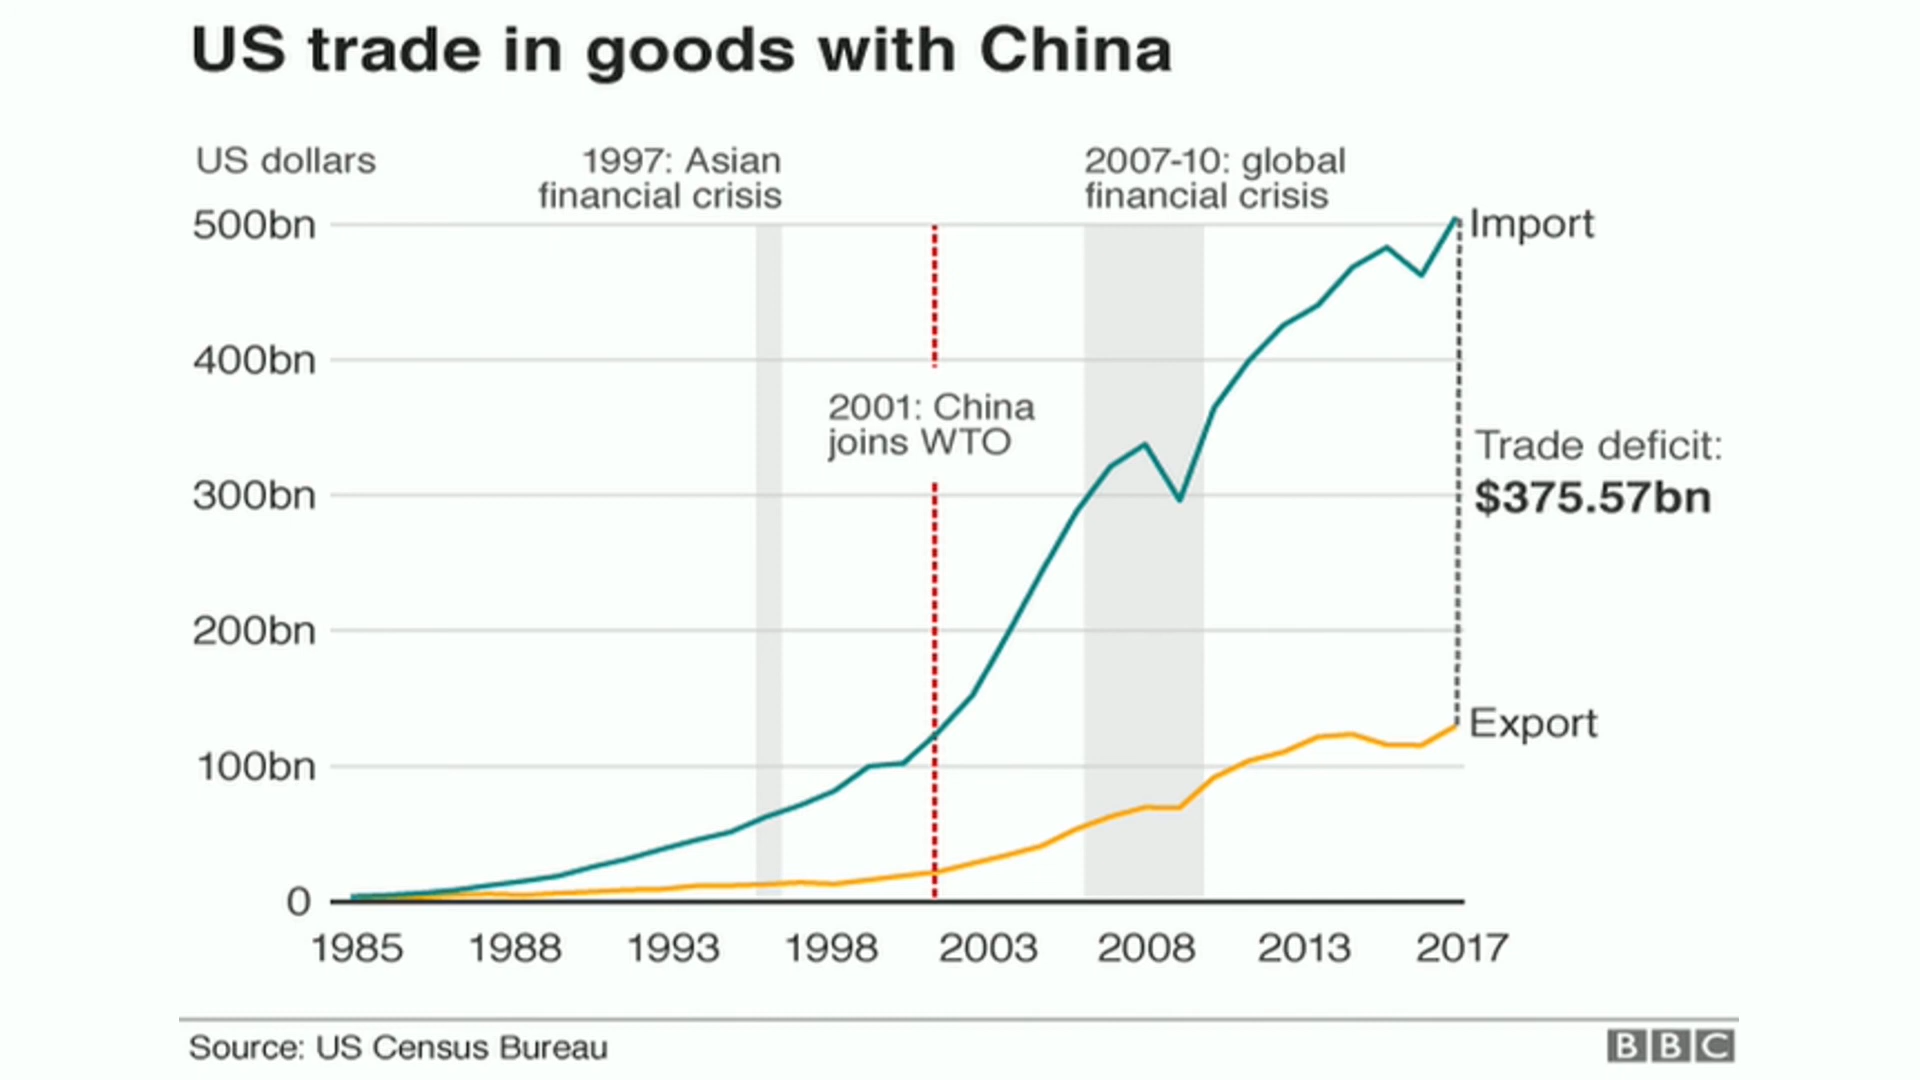 US trade in goods with China
US dollars
1997: Asian
financial crisis
2007-10: global
financial crisis
500bn
400bn
300bn
200bn
100bn
0
2001: China
joins WTO
Import
Trade deficit:
$375.57bn
Export
1985 1988 1993 1998 2003 2008 2013 2017
Source: US Census Bureau
BBC